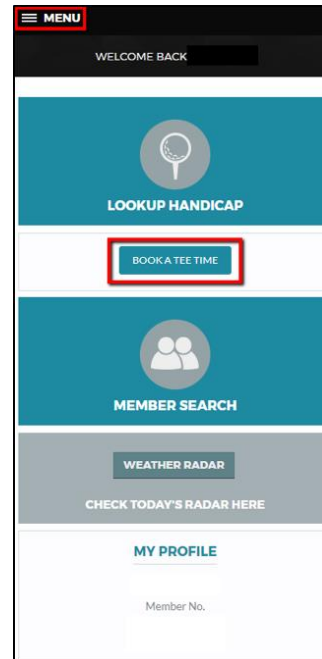 MENU
WELCOME BACK
LOOKUP HANDICAP
BOOK A TEE TIME
MEMBER SEARCH
WEATHER RADAR
CHECK TODAY'S RADAR HERE
MY PROFILE
Member No.